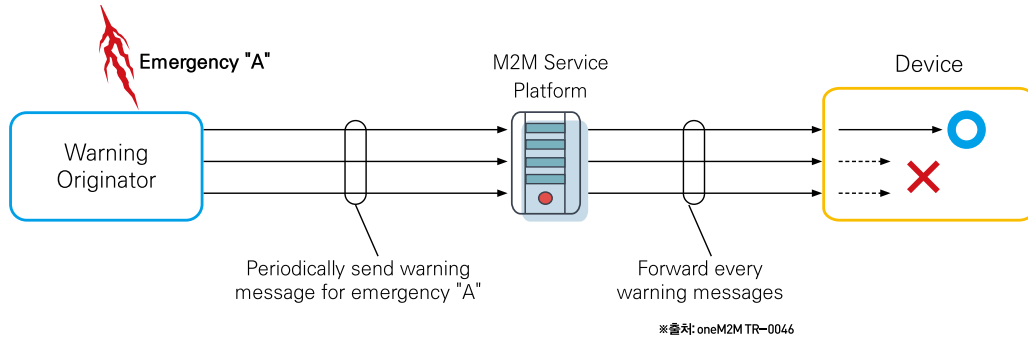 Emergency "A"
M2M Service
Platform
Device
Warning
Originator
Periodically send warning
message for emergency "A"
Forward every
warning messages
※출처: oneM2M TR-0046